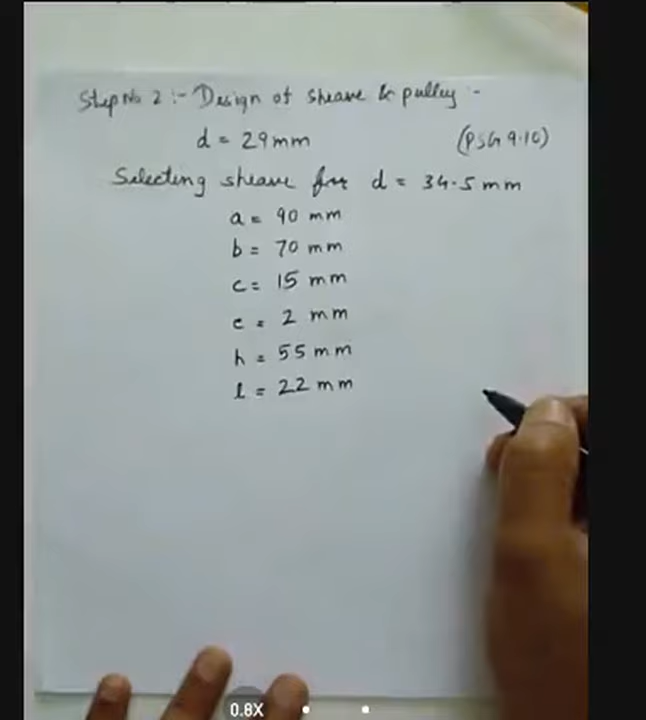 Step No 2 :- Design of sheave & pulley :-
d = 29mm (PSG 9.10)
Selecting sheave for d = 34.5 mm
a = 90 mm
b = 70 mm
c = 15 mm
e = 2 mm
h = 55 mm
l = 22 mm
0.8X